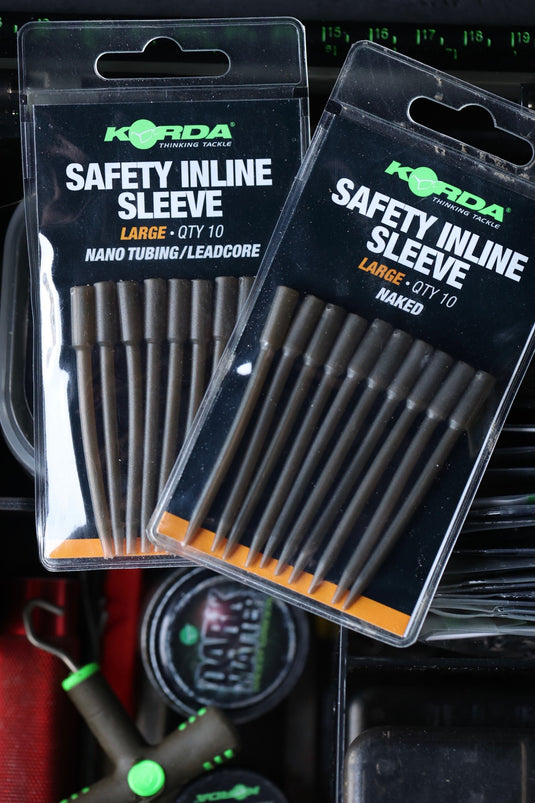 15 16 17 18 19
KORDA
THINKING TACKLE
SAFETY INLINE
SLEEVE
LARGE • QTY 10
NANO TUBING/LEADCORE
KORDA
THINKING TACKLE
SAFETY INLINE
SLEEVE
LARGE • QTY 10
NAKED
DARK
MATTER
KORDA